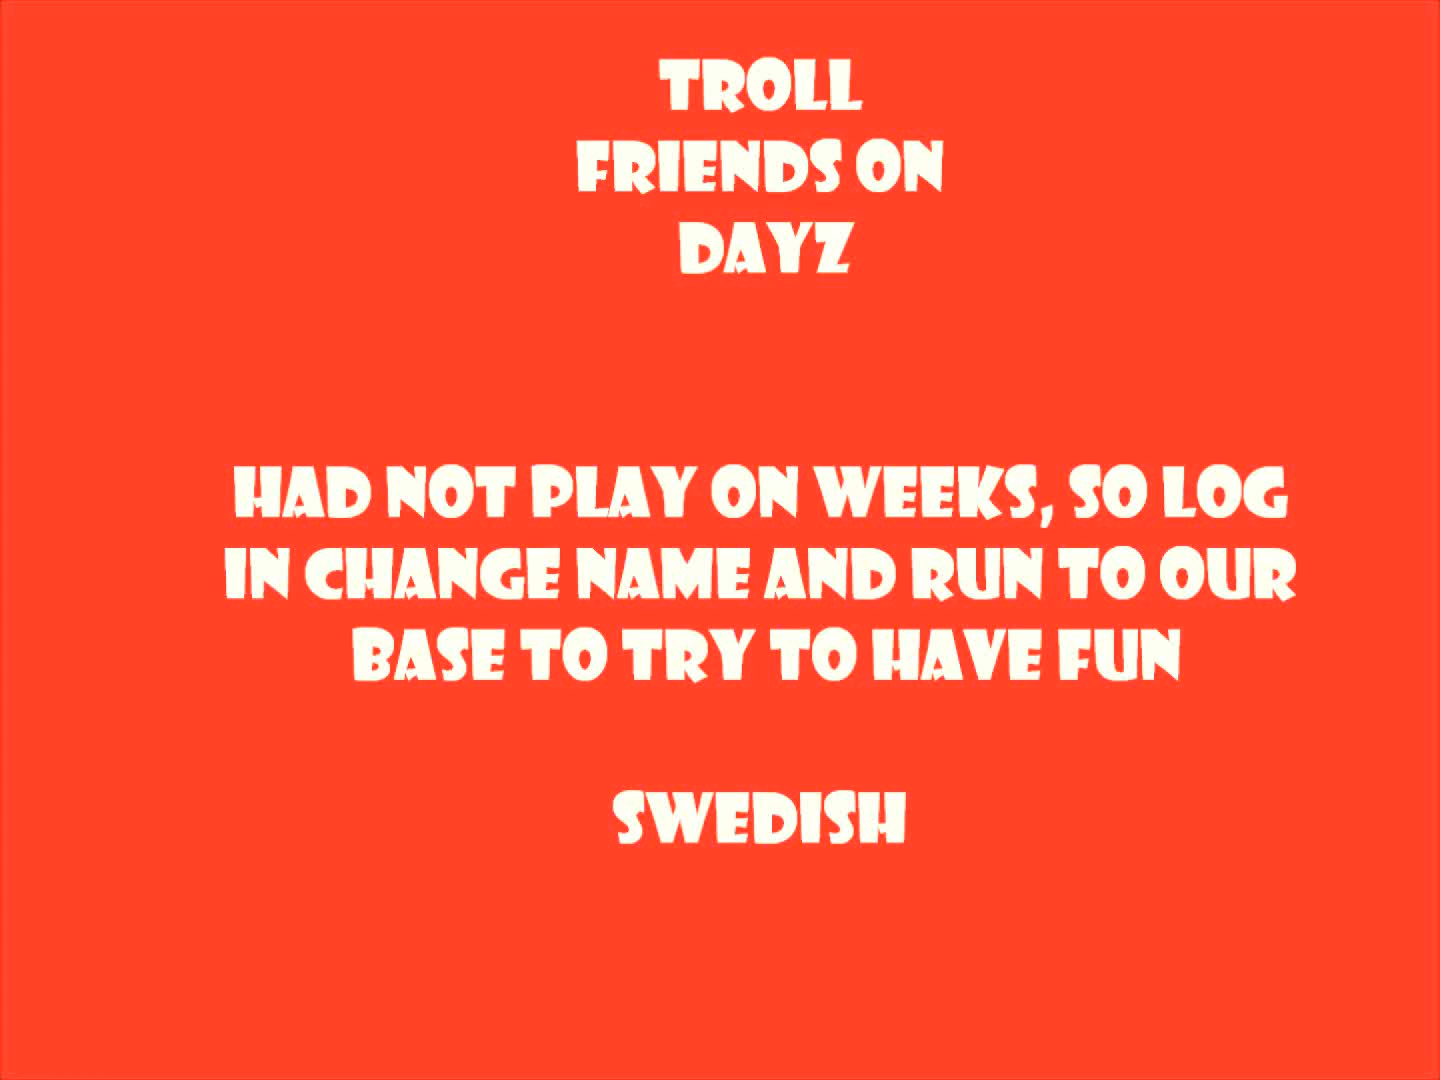 TROLL
FRIENDS ON
DAYZ
HAD NOT PLAY ON WEEKS, SO LOG
IN CHANGE NAME AND RUN TO OUR
BASE TO TRY TO HAVE FUN
SWEDISH